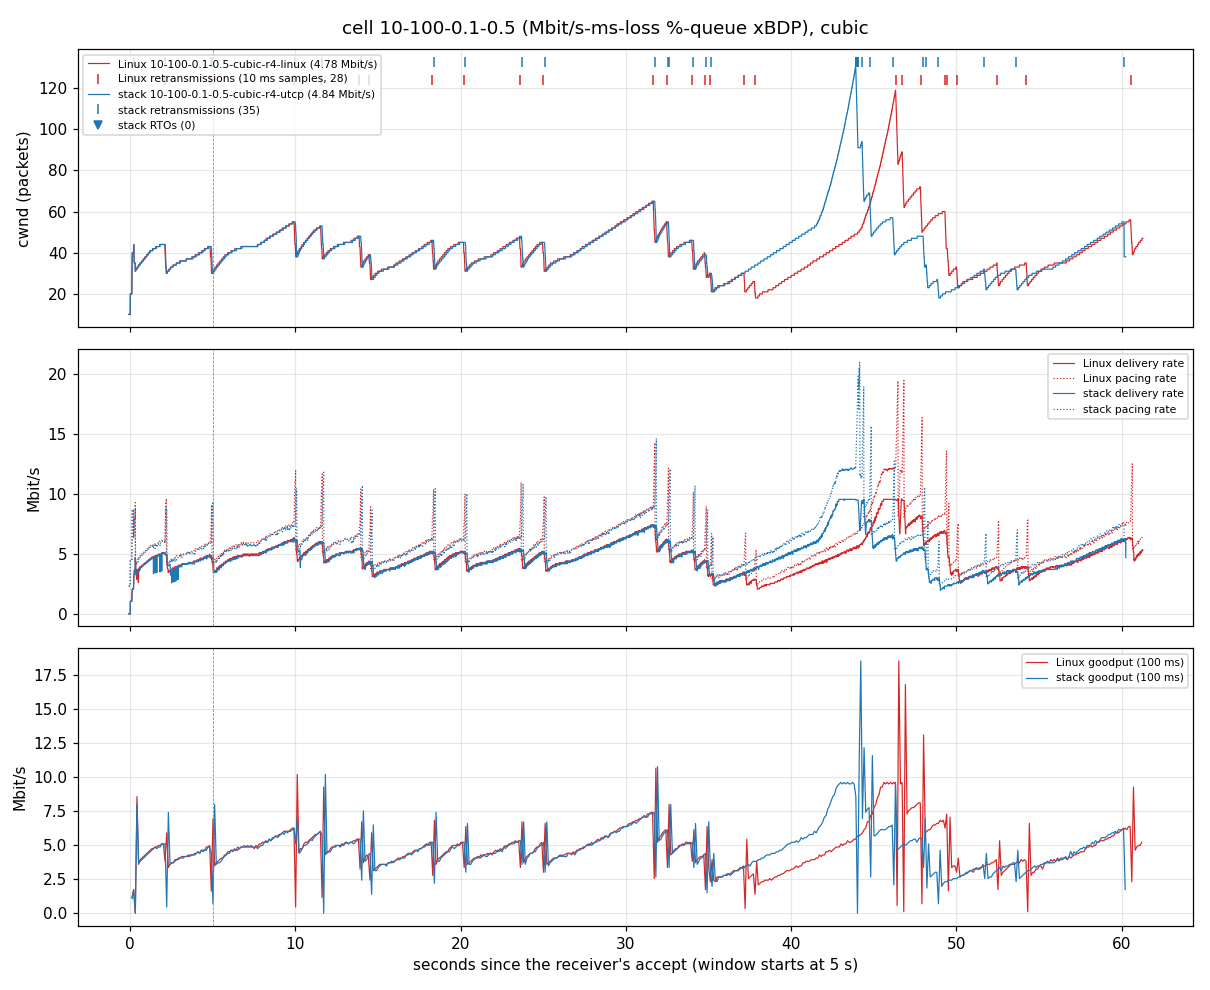 cell 10-100-0.1-0.5 (Mbit/s-ms-loss %-queue xBDP), cubic
Linux 10-100-0.1-0.5-cubic-r4-linux (4.78 Mbit/s)
Linux retransmissions (10 ms samples, 28)
stack 10-100-0.1-0.5-cubic-r4-utcp (4.84 Mbit/s)
stack retransmissions (35)
stack RTOs (0)
cwnd (packets)
120
100
80
60
40
20
Linux delivery rate
Linux pacing rate
stack delivery rate
stack pacing rate
Mbit/s
20
15
10
5
0
Linux goodput (100 ms)
stack goodput (100 ms)
Mbit/s
17.5
15.0
12.5
10.0
7.5
5.0
2.5
0.0
0 10 20 30 40 50 60
seconds since the receiver's accept (window starts at 5 s)